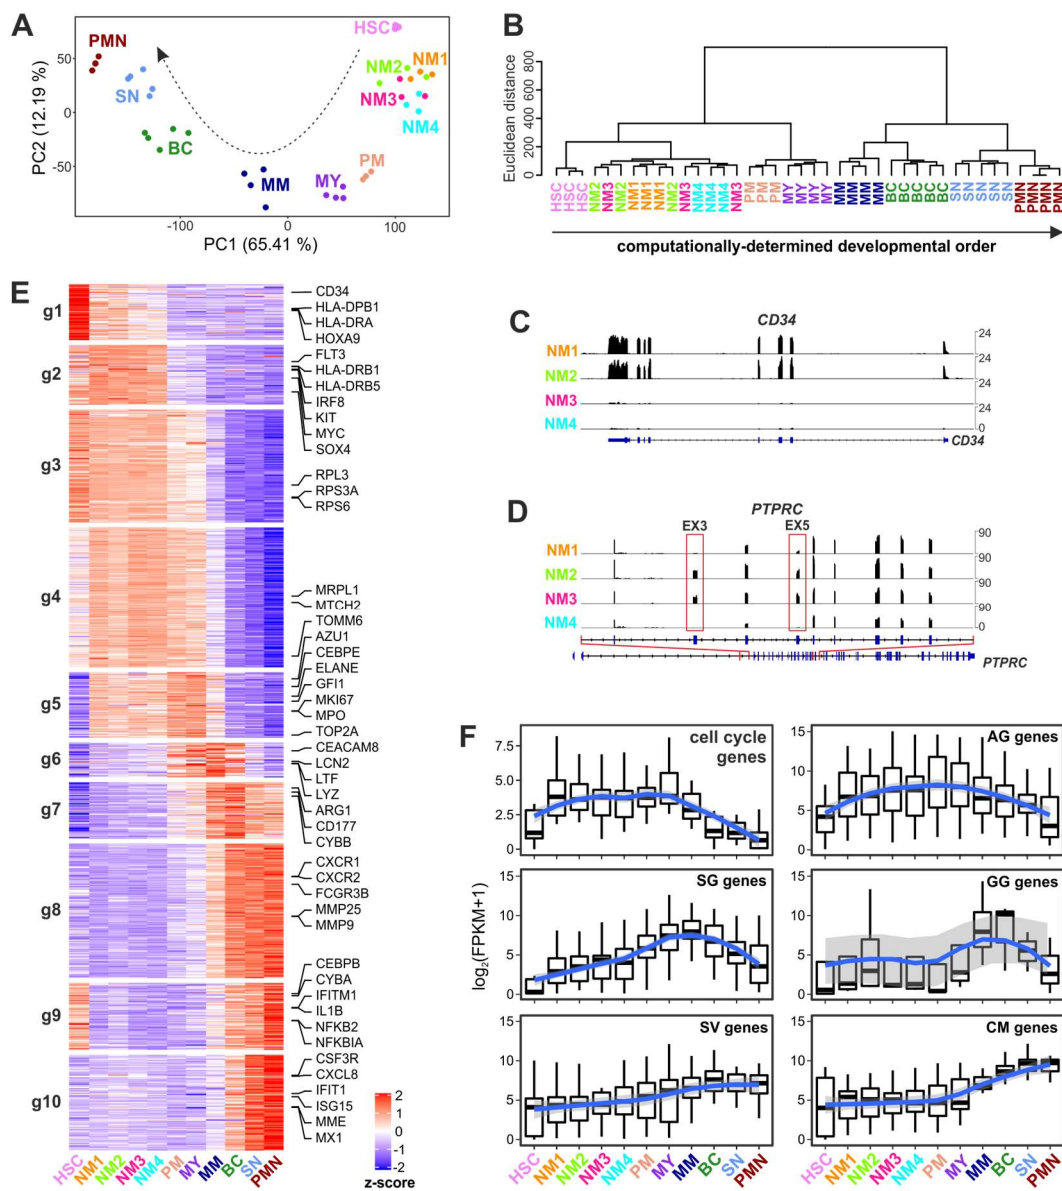 A
PMN
SN
BC
MM
MY
PM
HSC
NM1
NM2
NM3
NM4
PC2 (12.19 %)
50
0
-50
-100
0
100
PC1 (65.41 %)
B
Euclidean distance
800
600
400
200
0
HSC HSC HSC NM2 NM3 NM2 NM1 NM1 NM1 NM2 NM3 NM4 NM4 NM4 NM3 PM PM PM MY MY MY MY MM MM MM MM BC BC BC BC BC SN SN SN SN SN PMN PMN PMN PMN
computationally-determined developmental order
C
CD34
NM1
NM2
NM3
NM4
24
24
24
24
0
CD34
D
PTPRC
EX3
EX5
NM1
NM2
NM3
NM4
90
90
90
90
0
PTPRC
E
g1
g2
g3
g4
g5
g6
g7
g8
g9
g10
CD34
HLA-DPB1
HLA-DRA
HOXA9
FLT3
HLA-DRB1
HLA-DRB5
IRF8
KIT
MYC
SOX4
RPL3
RPS3A
RPS6
MRPL1
MTCH2
TOMM6
AZU1
CEBPE
ELANE
GFI1
MKI67
MPO
TOP2A
CEACAM8
LCN2
LTF
LYZ
ARG1
CD177
CYBB
CXCR1
CXCR2
FCGR3B
MMP25
MMP9
CEBPB
CYBA
IFITM1
IL1B
NFKB2
NFKBIA
CSF3R
CXCL8
IFIT1
ISG15
MME
MX1
HSC NM1 NM2 NM3 NM4 PM MY MM BC SN PMN
2
1
0
-1
-2
z-score
F
log2(FPKM+1)
cell cycle
genes
7.5
5.0
2.5
0
AG genes
15
10
5
0
SG genes
15
10
5
0
GG genes
15
10
5
0
SV genes
15
10
5
0
CM genes
15
10
5
0
HSC NM1 NM2 NM3 NM4 PM MY MM BC SN PMN
HSC NM1 NM2 NM3 NM4 PM MY MM BC SN PMN